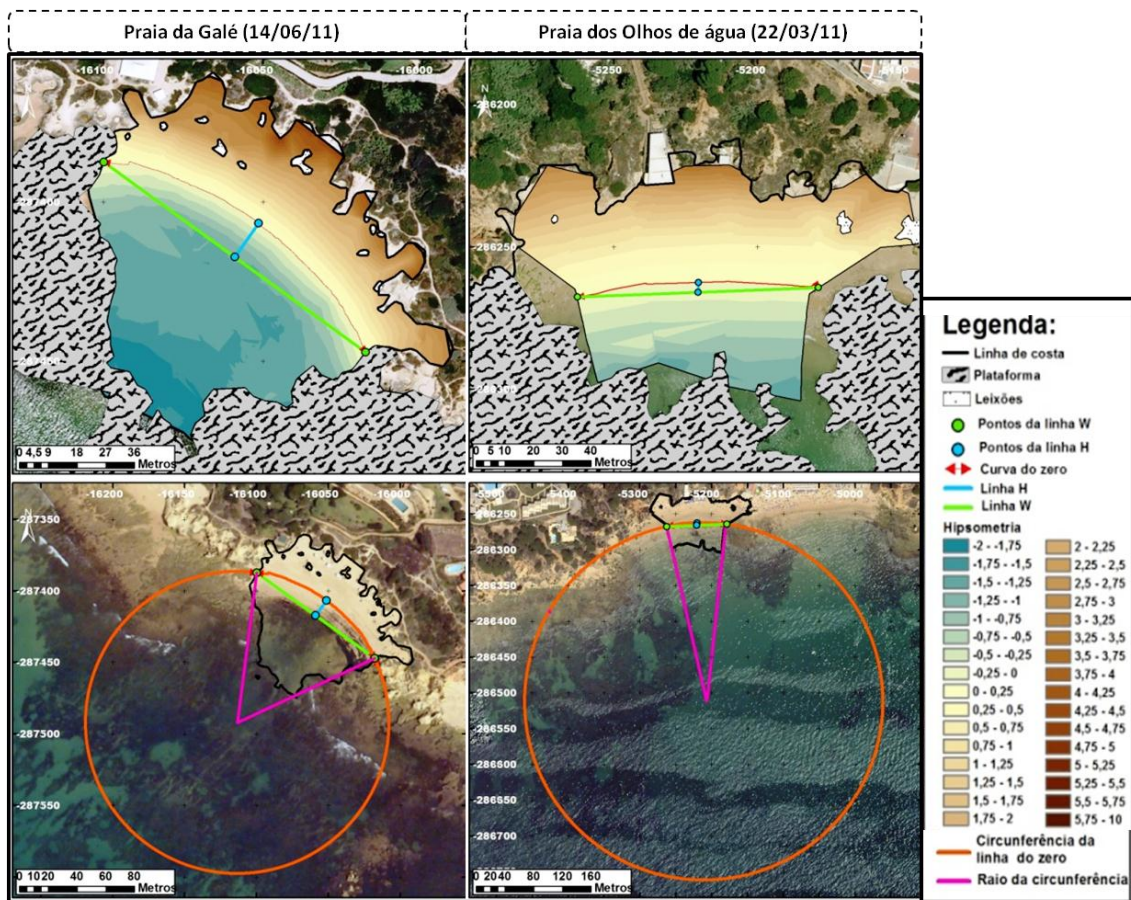 Praia da Galé (14/06/11)
Praia dos Olhos de água (22/03/11)
-16100 -16050 -16000
N
0 4,5 9 18 27 36
Metros
-5250 -5200
N
-286200
-286250
0 5 10 20 30 40
Metros
-16200 -16150 -16100 -16050 -16000
N
-287350
-287400
-287450
-287500
-287550
0 10 20 40 60 80
Metros
-5300 -5400 -5300 -5200 -5100 -5000
N
-286250
-286300
-286350
-286400
-286450
-286500
-286550
-286600
-286650
-286700
0 20 40 80 120 160
Metros
Legenda:
Linha de costa
Plataforma
Leixões
Pontos da linha W
Pontos da linha H
Curva do zero
Linha H
Linha W
Hipsometria
-2 - -1,75
-1,75 - -1,5
-1,5 - -1,25
-1,25 - -1
-1 - -0,75
-0,75 - -0,5
-0,5 - -0,25
-0,25 - 0
0 - 0,25
0,25 - 0,5
0,5 - 0,75
0,75 - 1
1 - 1,25
1,25 - 1,5
1,5 - 1,75
1,75 - 2
2 - 2,25
2,25 - 2,5
2,5 - 2,75
2,75 - 3
3 - 3,25
3,25 - 3,5
3,5 - 3,75
3,75 - 4
4 - 4,25
4,25 - 4,5
4,5 - 4,75
4,75 - 5
5 - 5,25
5,25 - 5,5
5,5 - 5,75
5,75 - 10
Circunferência da
linha do zero
Raio da circunferência